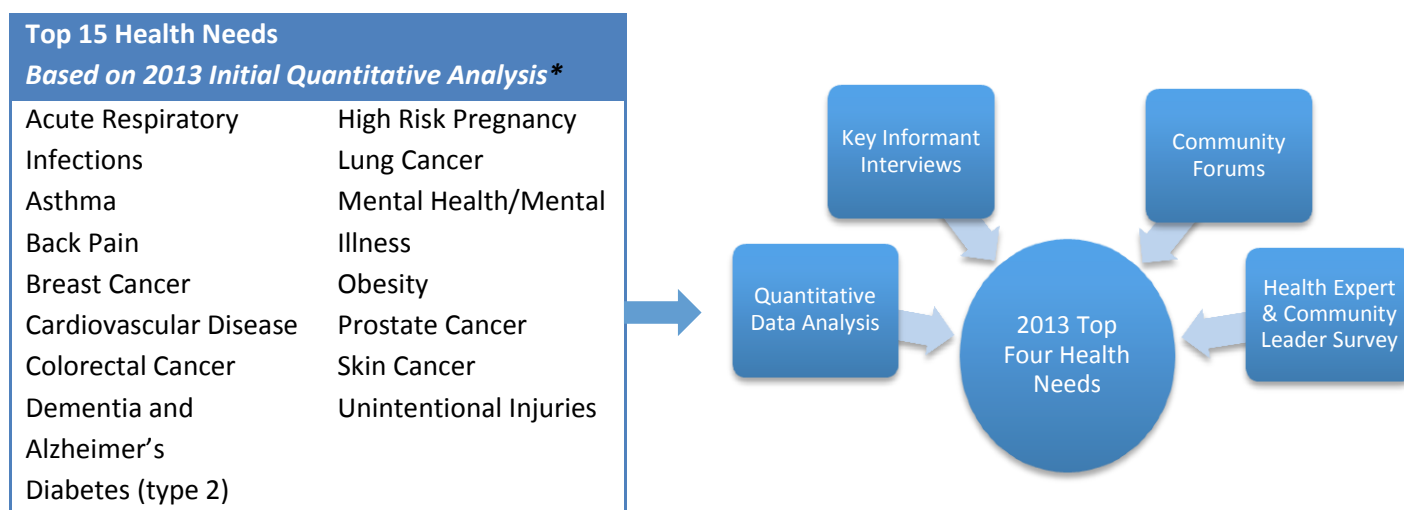 Top 15 Health Needs
Based on 2013 Initial Quantitative Analysis*
Acute Respiratory
Infections
Asthma
Back Pain
Breast Cancer
Cardiovascular Disease
Colorectal Cancer
Dementia and
Alzheimer’s
Diabetes (type 2)
High Risk Pregnancy
Lung Cancer
Mental Health/Mental
Illness
Obesity
Prostate Cancer
Skin Cancer
Unintentional Injuries
Quantitative
Data Analysis
Key Informant
Interviews
Community
Forums
Health Expert
& Community
Leader Survey
2013 Top
Four Health
Needs